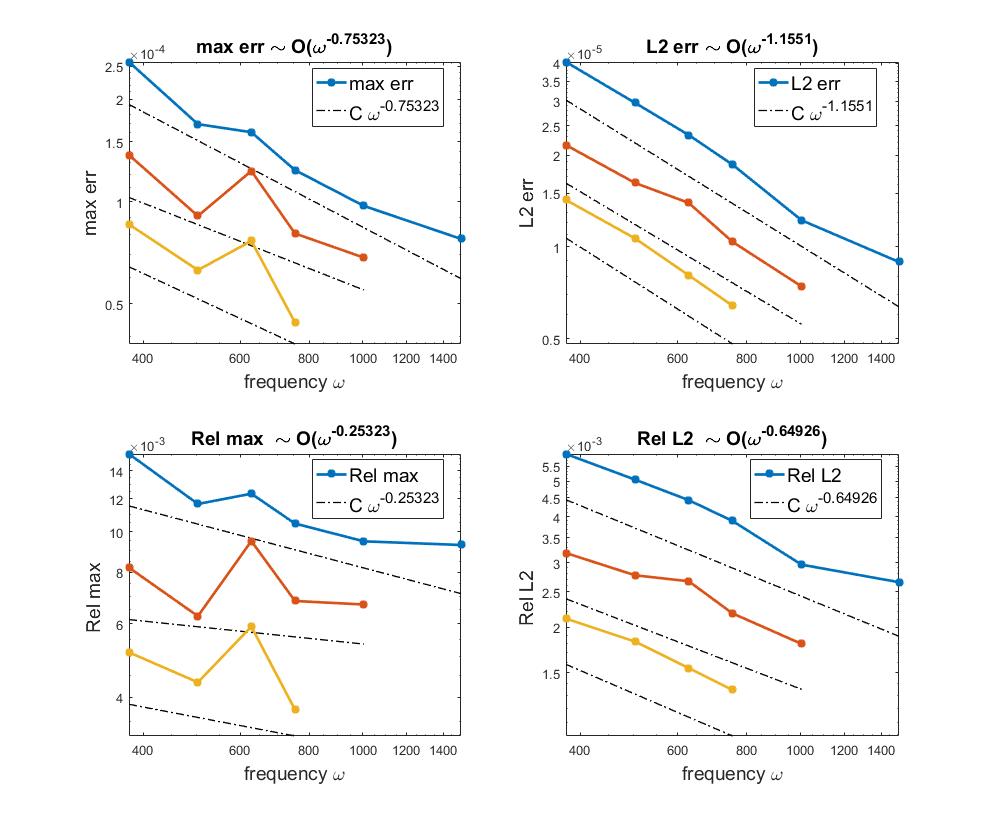 max err ∼ O(ω^-0.75323)
×10^-4
2.5
2
1.5
1
0.5
max err
400 600 800 1000 1200 1400
frequency ω
max err
C ω^-0.75323
L2 err ∼ O(ω^-1.1551)
×10^-5
4
3.5
3
2.5
2
1.5
1
0.5
L2 err
400 600 800 1000 1200 1400
frequency ω
L2 err
C ω^-1.1551
Rel max ∼ O(ω^-0.25323)
×10^-3
14
12
10
8
6
4
Rel max
400 600 800 1000 1200 1400
frequency ω
Rel max
C ω^-0.25323
Rel L2 ∼ O(ω^-0.64926)
×10^-3
5.5
5
4.5
4
3.5
3
2.5
2
1.5
Rel L2
400 600 800 1000 1200 1400
frequency ω
Rel L2
C ω^-0.64926